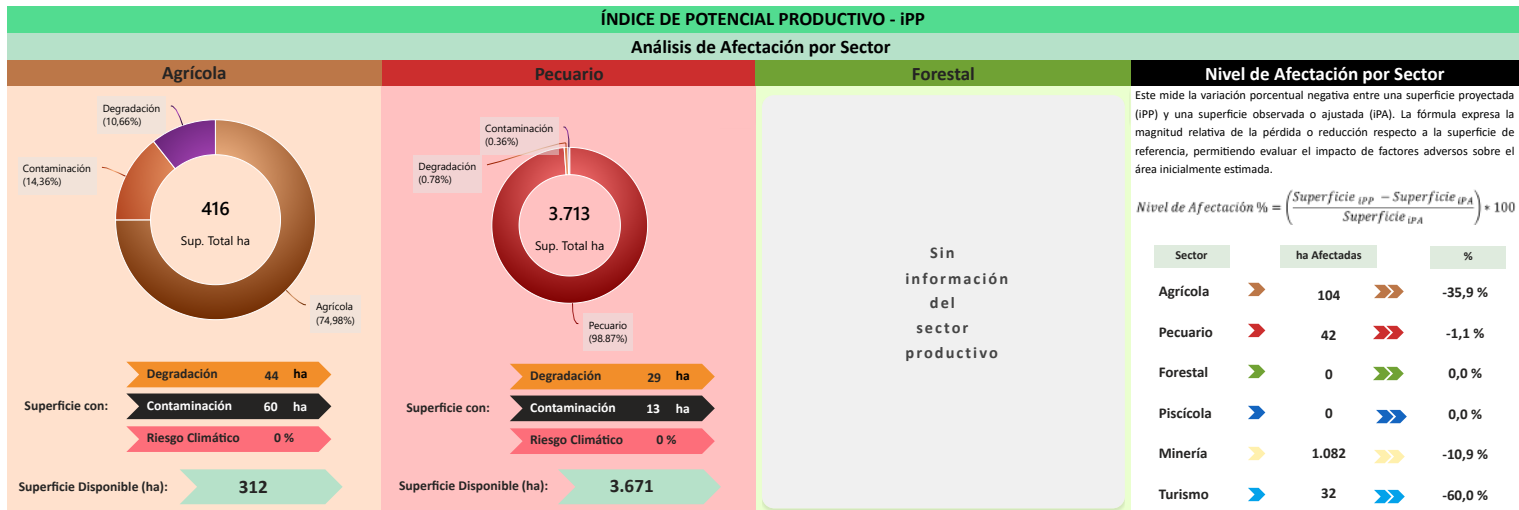 ÍNDICE DE POTENCIAL PRODUCTIVO - iPP
Análisis de Afectación por Sector
Agrícola
Degradación
(10,66%)
Contaminación
(14,36%)
416
Sup. Total ha
Agrícola
(74,98%)
Superficie con:
Degradación 44 ha
Contaminación 60 ha
Riesgo Climático 0 %
Superficie Disponible (ha): 312
Pecuario
Contaminación
(0.36%)
Degradación
(0.78%)
3.713
Sup. Total ha
Pecuario
(98.87%)
Superficie con:
Degradación 29 ha
Contaminación 13 ha
Riesgo Climático 0 %
Superficie Disponible (ha): 3.671
Forestal
Sin
información
del
sector
productivo
Nivel de Afectación por Sector
Este mide la variación porcentual negativa entre una superficie proyectada
(iPP) y una superficie observada o ajustada (iPA). La fórmula expresa la
magnitud relativa de la pérdida o reducción respecto a la superficie de
referencia, permitiendo evaluar el impacto de factores adversos sobre el
área inicialmente estimada.
Nivel de Afectación % = (Superficie iPP − Superficie iPA / Superficie iPA) * 100
Sector ha Afectadas %
Agrícola 104 -35,9 %
Pecuario 42 -1,1 %
Forestal 0 0,0 %
Piscícola 0 0,0 %
Minería 1.082 -10,9 %
Turismo 32 -60,0 %